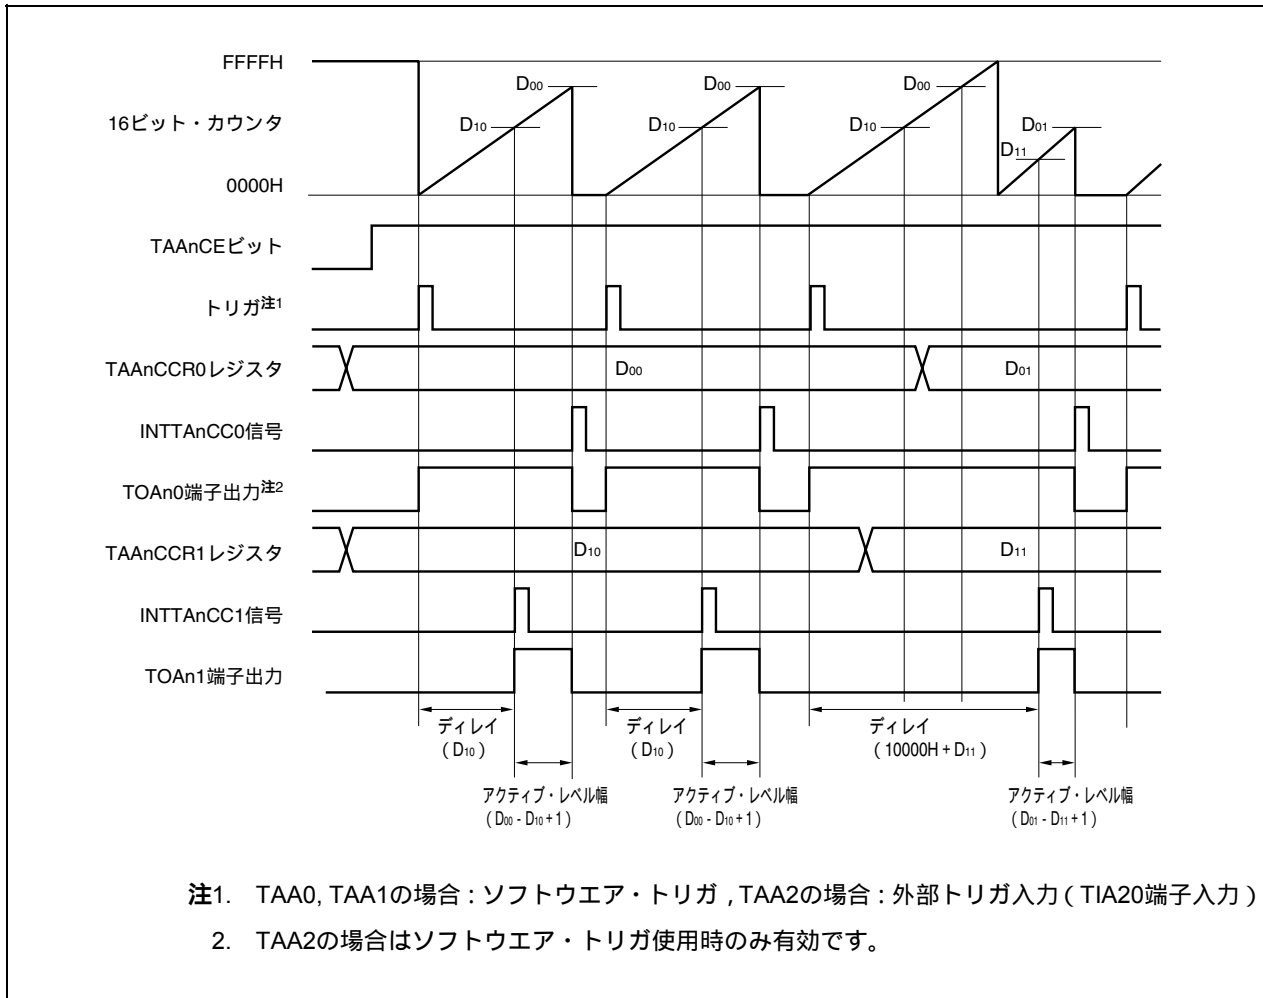 FFFFH
16ビット・カウンタ
0000H
D00
D10
D00
D10
D00
D10
D01
D11
TAAnCEビット
トリガ注1
TAAnCCR0レジスタ
D00
D01
INTTAnCC0信号
TOAn0端子出力注2
TAAnCCR1レジスタ
D10
D11
INTTAnCC1信号
TOAn1端子出力
ディレイ
（D10）
ディレイ
（D10）
ディレイ
（10000H + D11）
アクティブ・レベル幅
（D00 - D10 + 1）
アクティブ・レベル幅
（D00 - D10 + 1）
アクティブ・レベル幅
（D01 - D11 + 1）
注1. TAA0, TAA1の場合：ソフトウエア・トリガ，TAA2の場合：外部トリガ入力（TIA20端子入力）
2. TAA2の場合はソフトウエア・トリガ使用時のみ有効です。